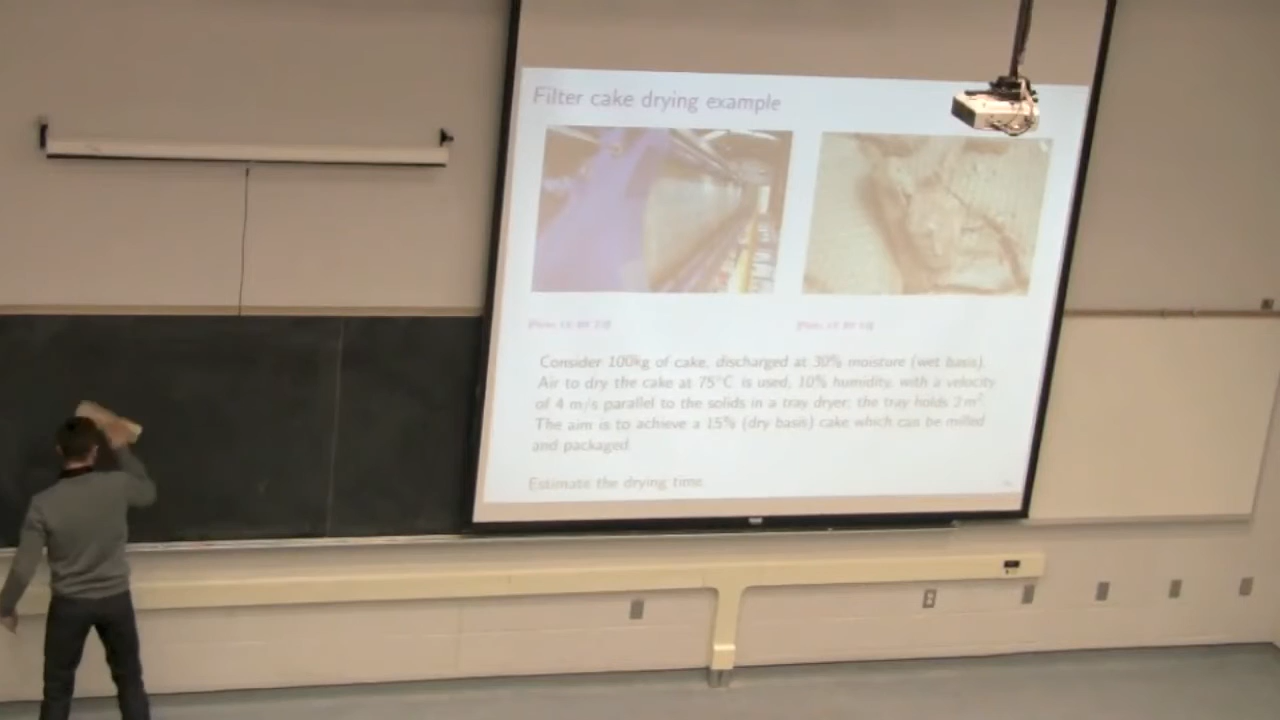 Filter cake drying example
Consider 100kg of cake, discharged at 30% moisture (wet basis).
Air to dry the cake at 75°C is used, 10% humidity, with a velocity
of 4 m/s parallel to the solids in a tray dryer; the tray holds 2 m².
The aim is to achieve a 15% (dry basis) cake which can be milled
and packaged.
Estimate the drying time.